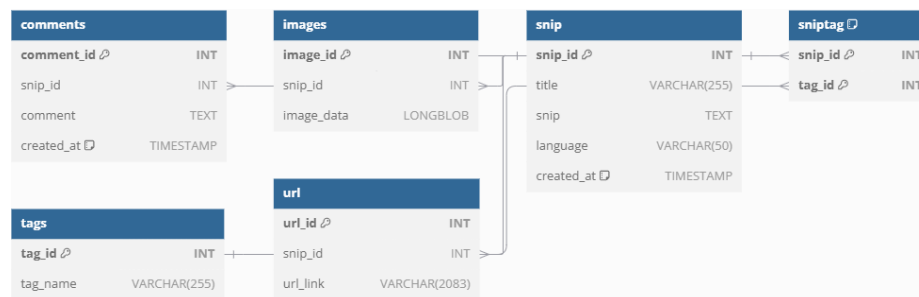 comments
comment_id INT
snip_id INT
comment TEXT
created_at TIMESTAMP
images
image_id INT
snip_id INT
image_data LONGBLOB
snip
snip_id INT
title VARCHAR(255)
snip TEXT
language VARCHAR(50)
created_at TIMESTAMP
sniptag
snip_id INT
tag_id INT
tags
tag_id INT
tag_name VARCHAR(255)
url
url_id INT
snip_id INT
url_link VARCHAR(2083)